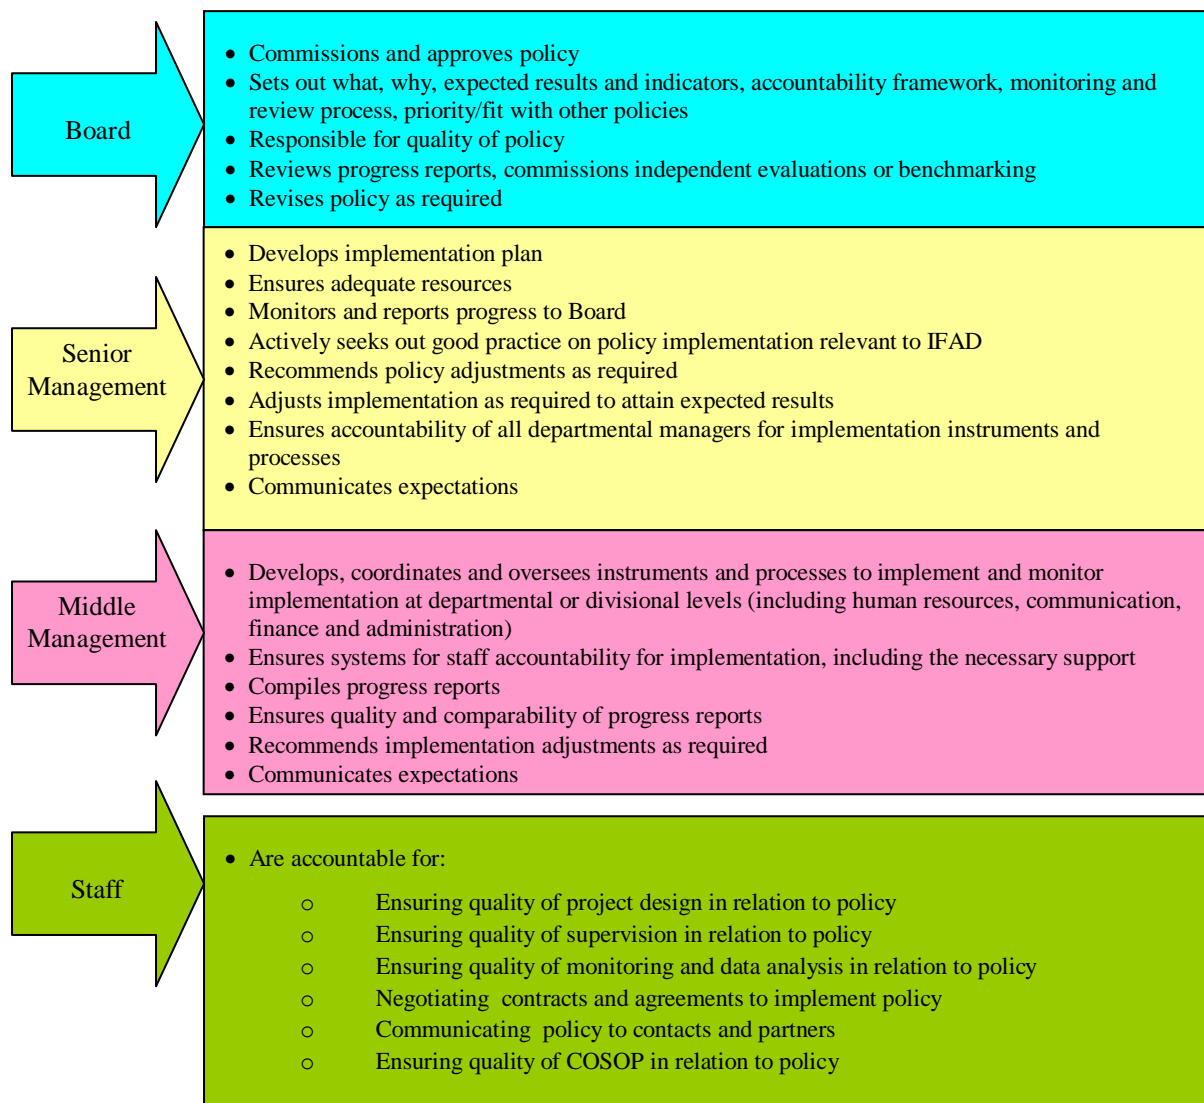 Board
• Commissions and approves policy
• Sets out what, why, expected results and indicators, accountability framework, monitoring and
review process, priority/fit with other policies
• Responsible for quality of policy
• Reviews progress reports, commissions independent evaluations or benchmarking
• Revises policy as required
Senior
Management
• Develops implementation plan
• Ensures adequate resources
• Monitors and reports progress to Board
• Actively seeks out good practice on policy implementation relevant to IFAD
• Recommends policy adjustments as required
• Adjusts implementation as required to attain expected results
• Ensures accountability of all departmental managers for implementation instruments and
processes
• Communicates expectations
Middle
Management
• Develops, coordinates and oversees instruments and processes to implement and monitor
implementation at departmental or divisional levels (including human resources, communication,
finance and administration)
• Ensures systems for staff accountability for implementation, including the necessary support
• Compiles progress reports
• Ensures quality and comparability of progress reports
• Recommends implementation adjustments as required
• Communicates expectations
Staff
• Are accountable for:
o Ensuring quality of project design in relation to policy
o Ensuring quality of supervision in relation to policy
o Ensuring quality of monitoring and data analysis in relation to policy
o Negotiating contracts and agreements to implement policy
o Communicating policy to contacts and partners
o Ensuring quality of COSOP in relation to policy